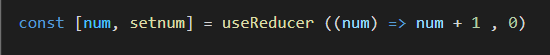 const [num, setnum] = useReducer ((num) => num + 1 , 0)